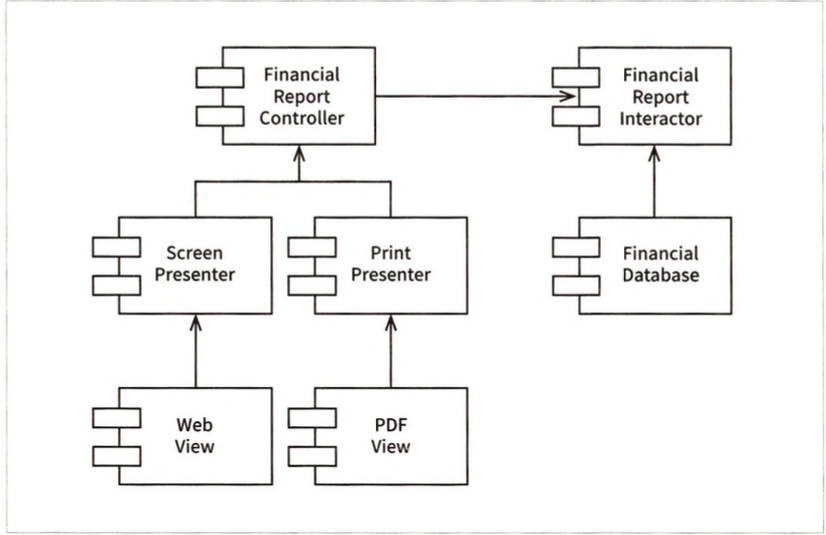 Financial
Report
Controller
Financial
Report
Interactor
Screen
Presenter
Print
Presenter
Financial
Database
Web
View
PDF
View